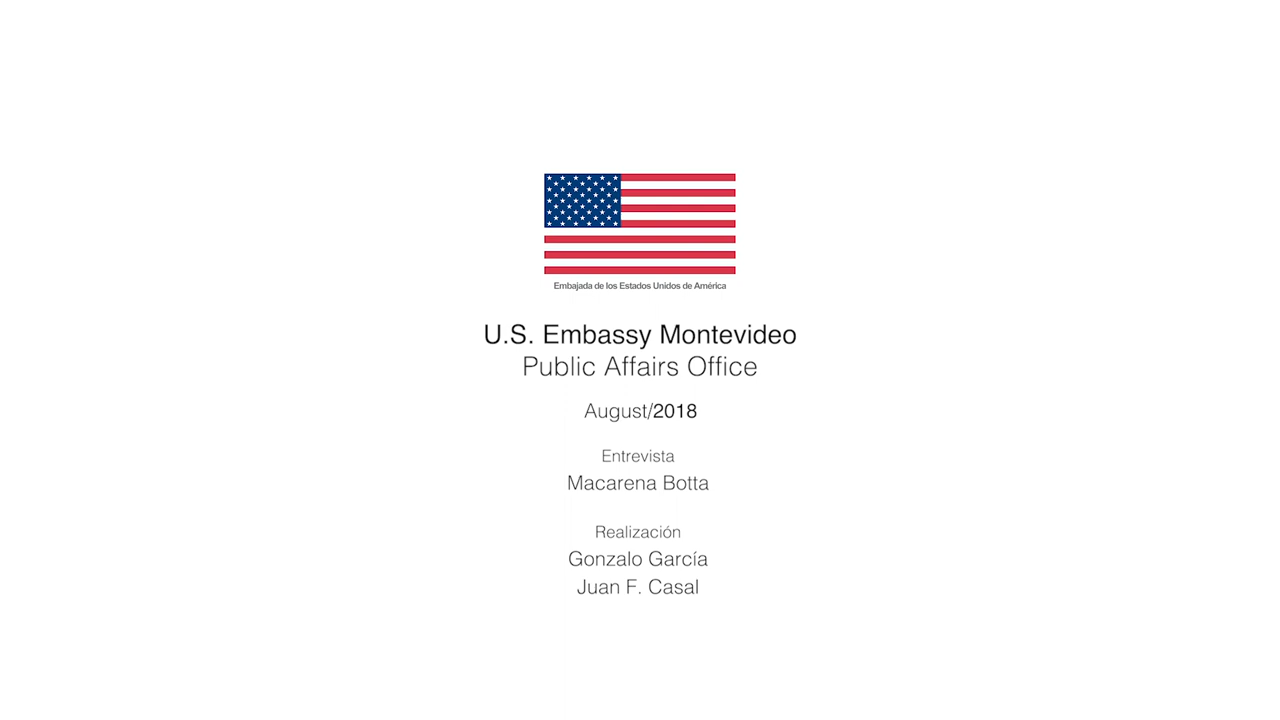 Embajada de los Estados Unidos de América
U.S. Embassy Montevideo
Public Affairs Office
August/2018
Entrevista
Macarena Botta
Realización
Gonzalo García
Juan F. Casal